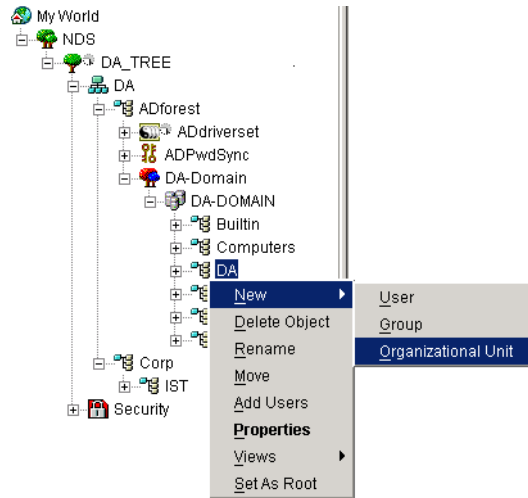 My World
NDS
DA_TREE
DA
ADforest
ADdriverset
ADPwdSync
DA-Domain
DA-DOMAIN
Builtin
Computers
DA
New
Delete Object
Rename
Move
Add Users
Properties
Views
Set As Root
User
Group
Organizational Unit
Corp
IST
Security